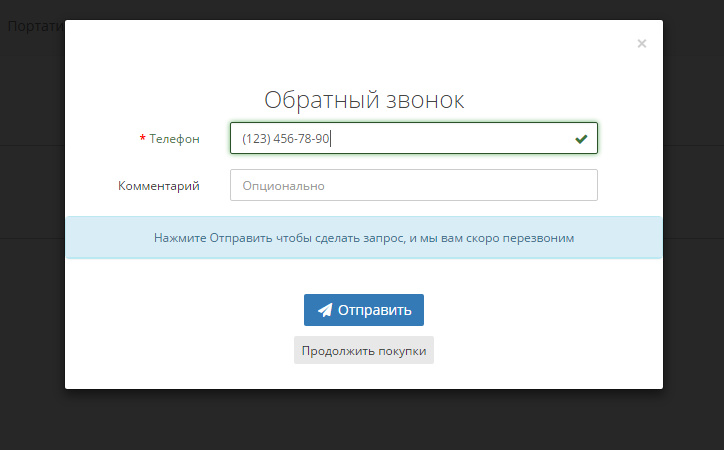 Портати
×
Обратный звонок
* Телефон
(123) 456-78-90
Комментарий
Опционально
Нажмите Отправить чтобы сделать запрос, и мы вам скоро перезвоним
Отправить
Продолжить покупки